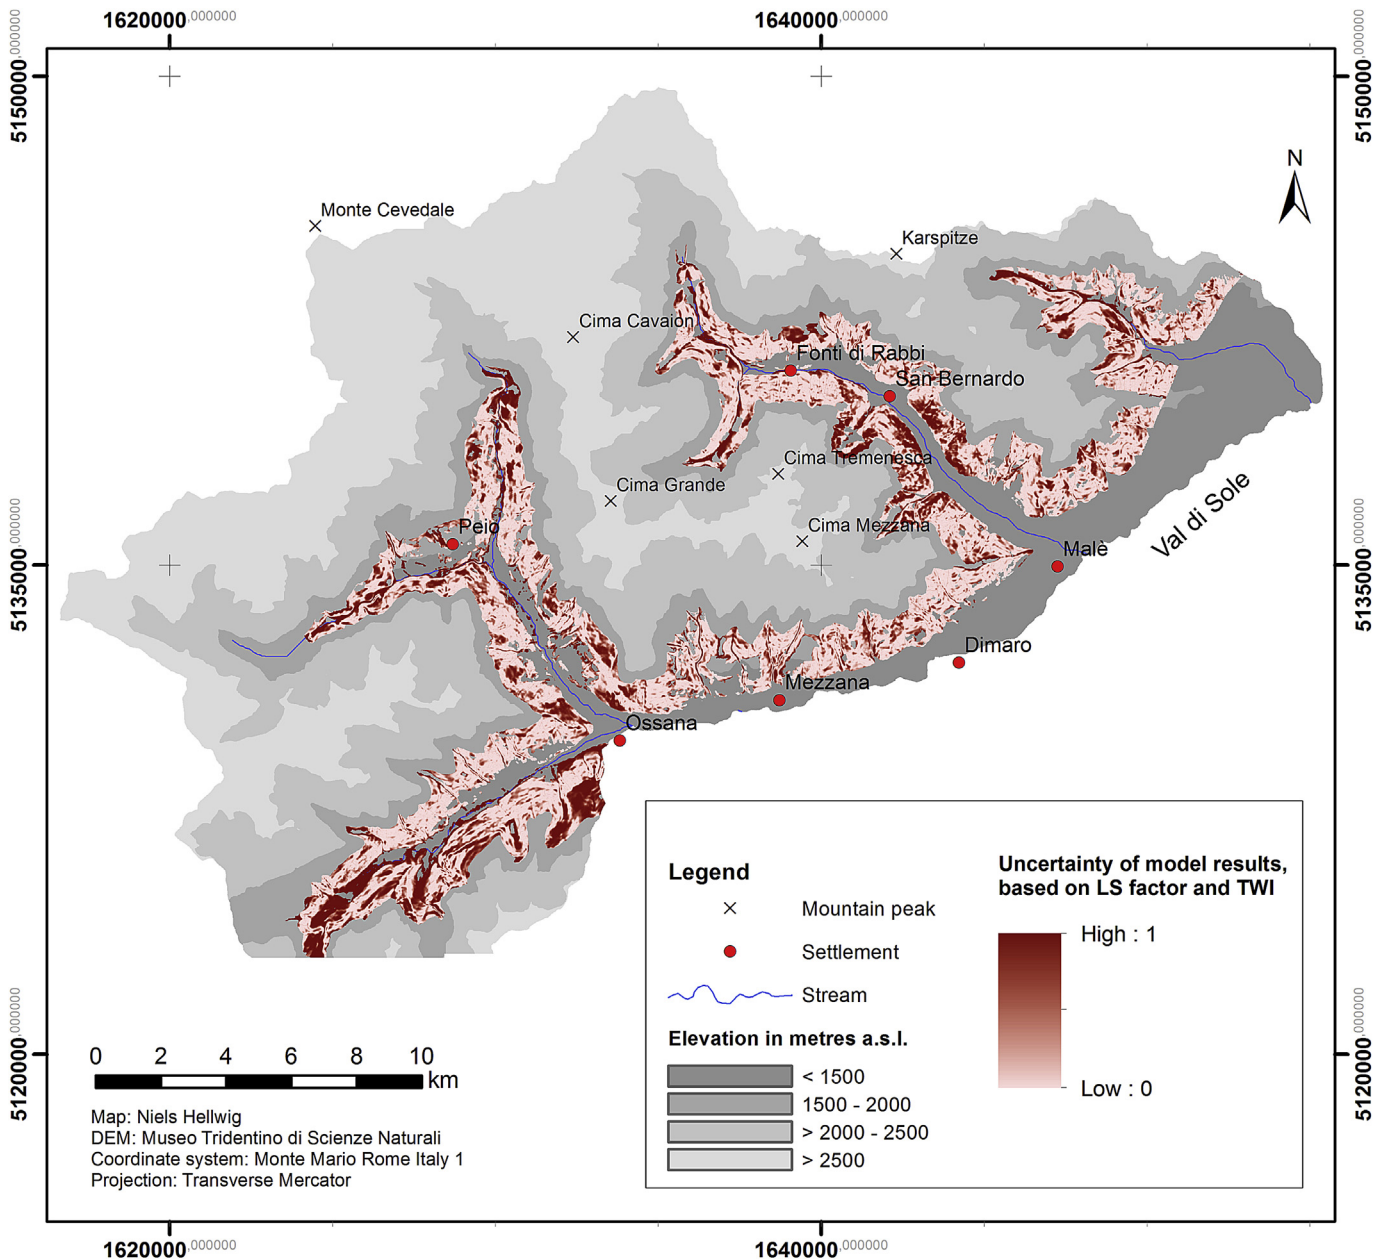 1620000,000000
1640000,000000
5150000,000000
5150000,000000
N
Monte Cevedale
Karspitze
Cima Cavaion
Fonti di Rabbi
San Bernardo
Cima Tremenesca
Cima Grande
Cima Mezzana
Peio
Val di Sole
5135000,000000
5135000,000000
Malè
Dimaro
Mezzana
Ossana
Legend
Mountain peak
Settlement
Stream
Elevation in metres a.s.l.
< 1500
1500 - 2000
> 2000 - 2500
> 2500
Uncertainty of model results,
based on LS factor and TWI
High : 1
Low : 0
5120000,000000
5120000,000000
0 2 4 6 8 10
km
Map: Niels Hellwig
DEM: Museo Tridentino di Scienze Naturali
Coordinate system: Monte Mario Rome Italy 1
Projection: Transverse Mercator
1620000,000000
1640000,000000